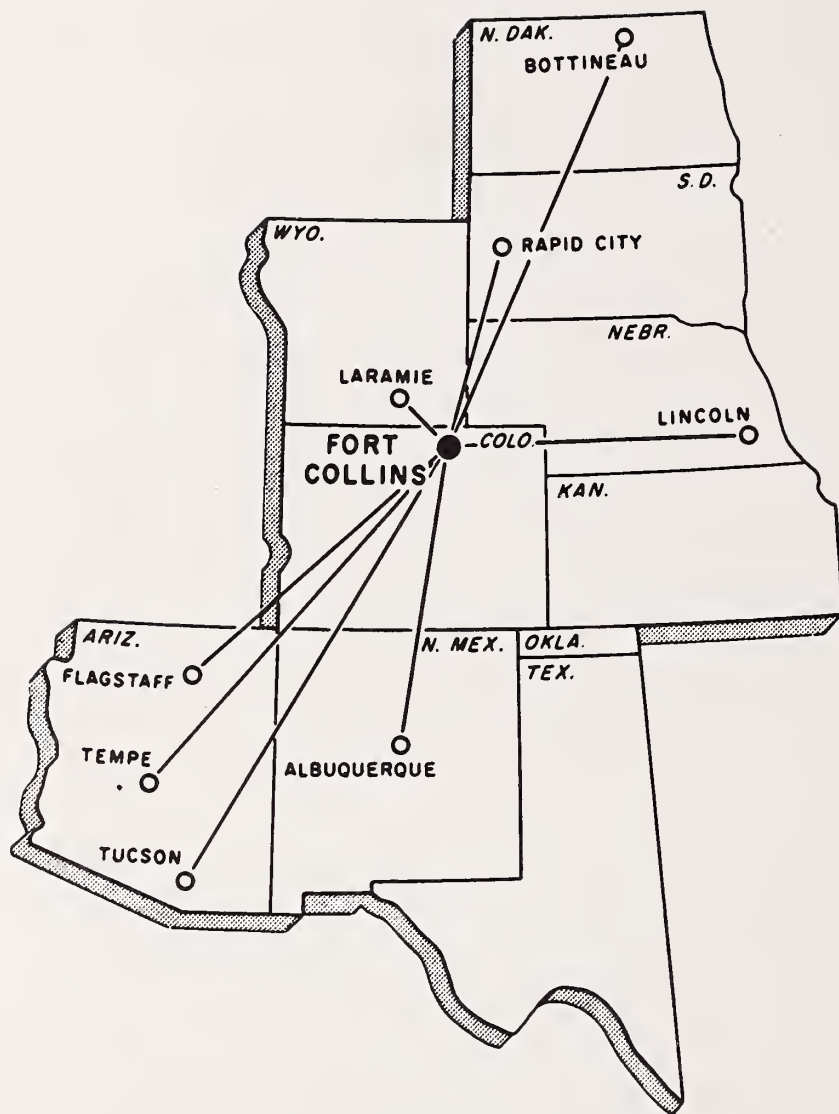 N. DAK.
BOTTINEAU
S.D.
WYO.
RAPID CITY
NEBR.
LARAMIE
LINCOLN
FORT
COLLINS
COLO.
KAN.
ARIZ.
N. MEX.
OKLA.
TEX.
FLAGSTAFF
TEMPE
ALBUQUERQUE
TUCSON